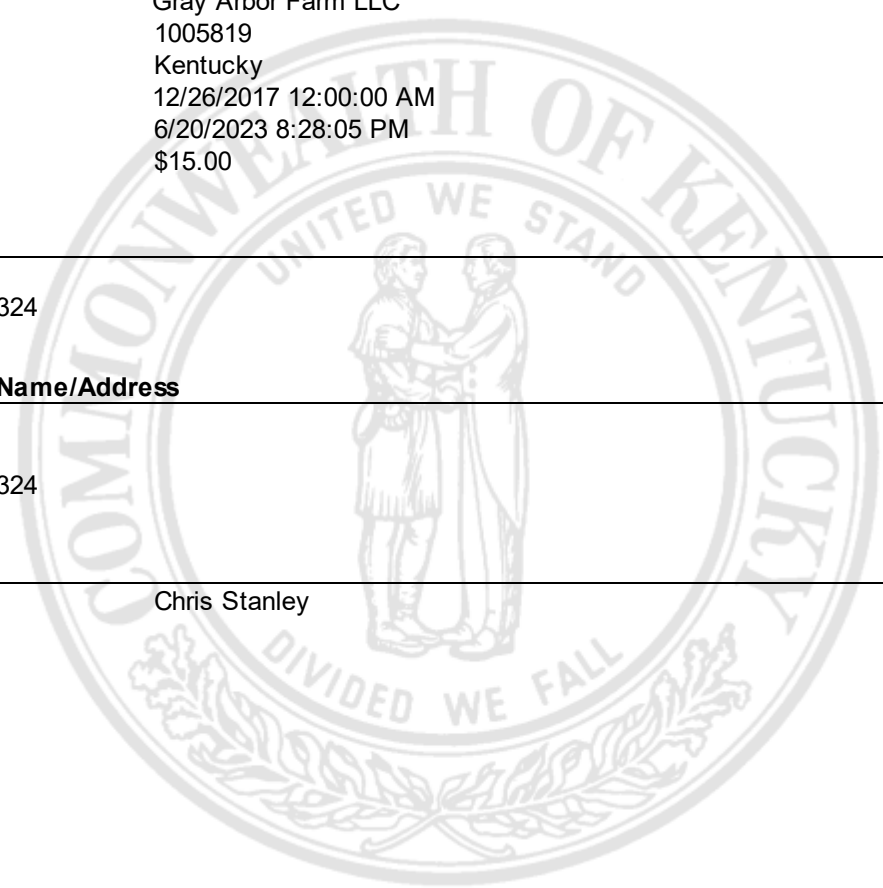 Gray Arbor Farm LLC
1005819
Kentucky
12/26/2017 12:00:00 AM
6/20/2023 8:28:05 PM
$15.00
COMMONWEALTH OF KENTUCKY
UNITED WE STAND
324
Name/Address
324
Chris Stanley
DIVIDED WE FALL